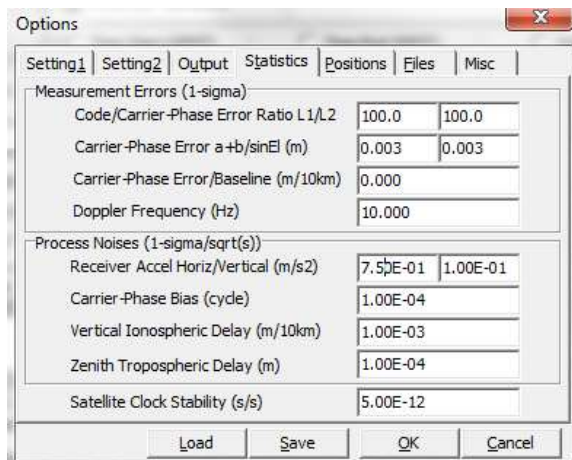 Options
Setting1 Setting2 Output Statistics Positions Files Misc
Measurement Errors (1-sigma)
Code/Carrier-Phase Error Ratio L1/L2 100.0 100.0
Carrier-Phase Error a+b/sinEl (m) 0.003 0.003
Carrier-Phase Error/Baseline (m/10km) 0.000
Doppler Frequency (Hz) 10.000
Process Noises (1-sigma/sqrt(s))
Receiver Accel Horiz/Vertical (m/s2) 7.50E-01 1.00E-01
Carrier-Phase Bias (cycle) 1.00E-04
Vertical Ionospheric Delay (m/10km) 1.00E-03
Zenith Tropospheric Delay (m) 1.00E-04
Satellite Clock Stability (s/s) 5.00E-12
Load Save OK Cancel